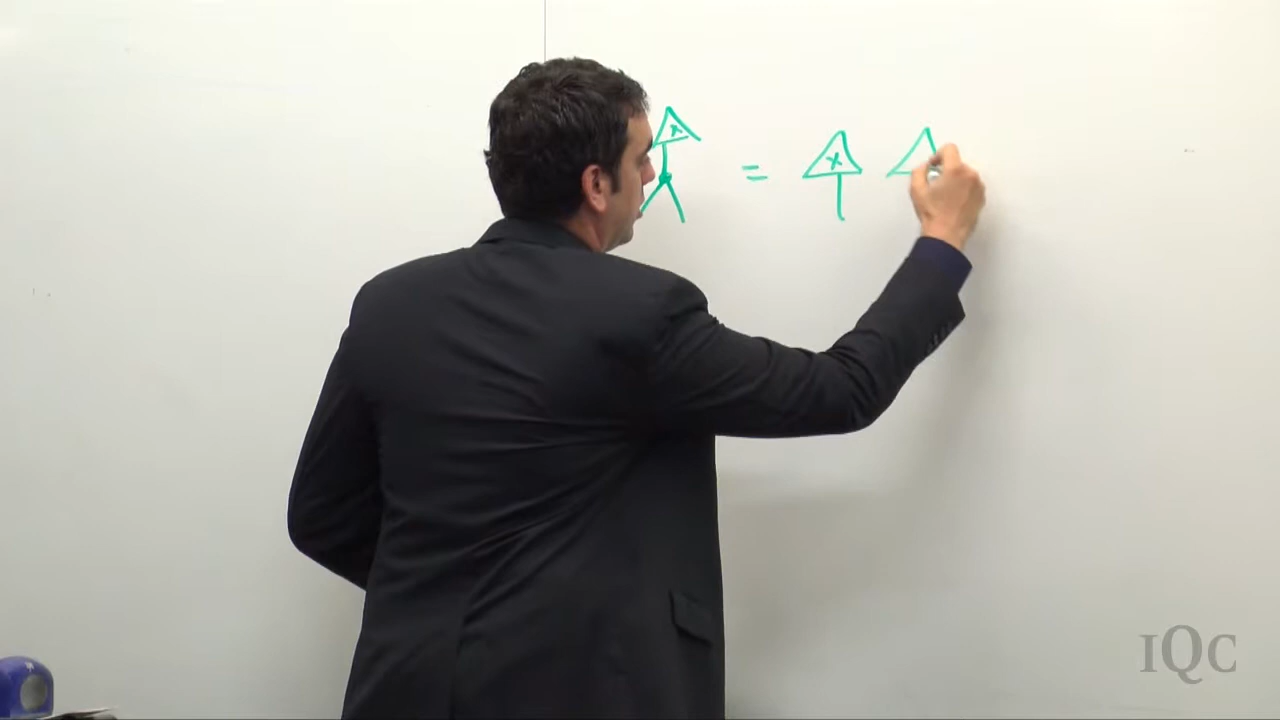 x = x
IQC